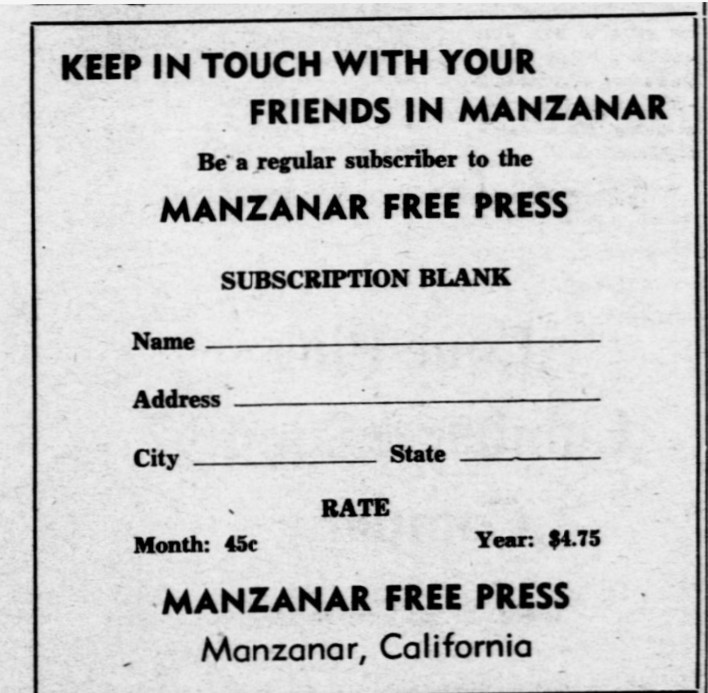 KEEP IN TOUCH WITH YOUR
FRIENDS IN MANZANAR
Be a regular subscriber to the
MANZANAR FREE PRESS
SUBSCRIPTION BLANK
Name
Address
City State
RATE
Month: 45c Year: $4.75
MANZANAR FREE PRESS
Manzanar, California